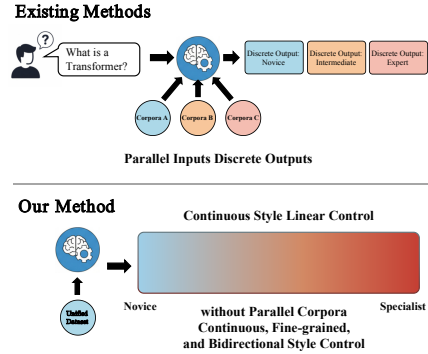 Existing Methods
?
What is a
Transformer?
Discrete Output:
Novice
Discrete Output:
Intermediate
Discrete Output:
Expert
Corpora A
Corpora B
Corpora C
Parallel Inputs Discrete Outputs
Our Method
Continuous Style Linear Control
Unified
Dataset
Novice
Specialist
without Parallel Corpora
Continuous, Fine-grained,
and Bidirectional Style Control